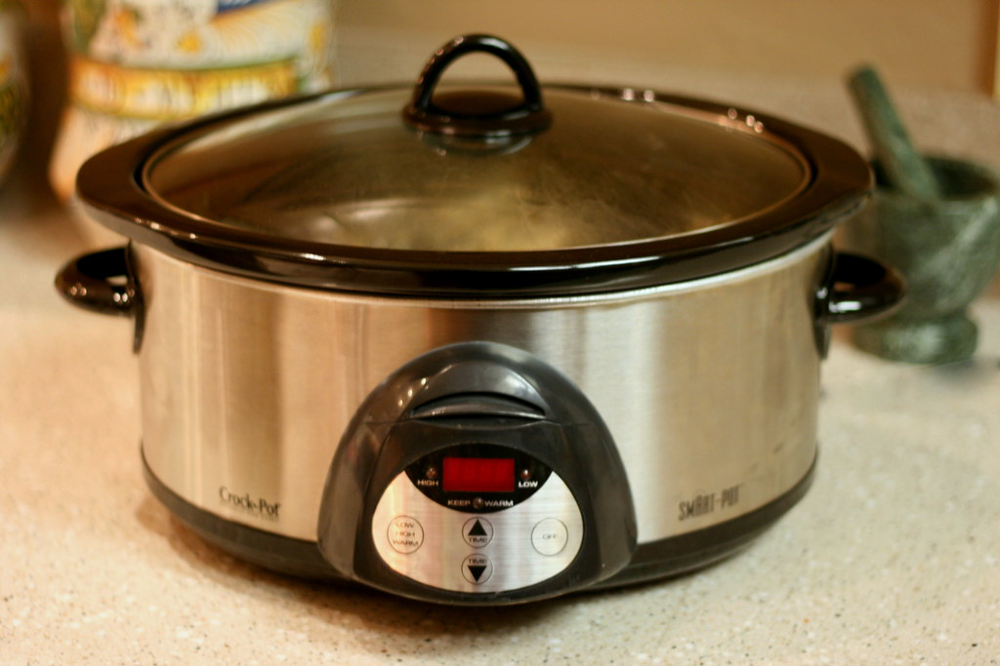 HIGH
LOW
KEEP WARM
LOW
HIGH
WARM
TIME
OFF
TIME
Crock-Pot
SMART-POT